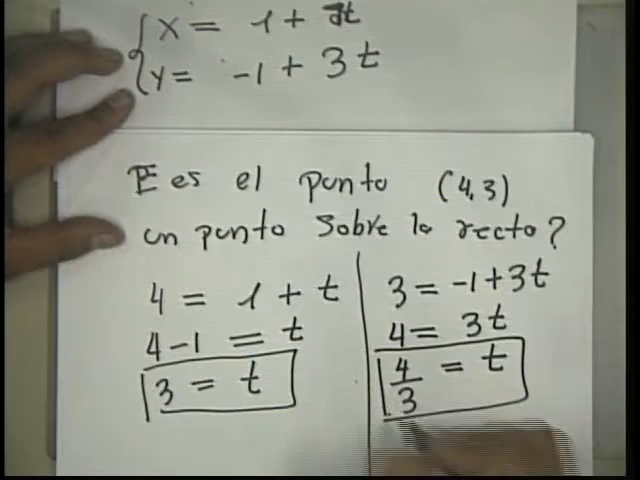 x = 1 + t
y = -1 + 3t
Es el punto (4,3)
un punto sobre la recta?
4 = 1 + t
4-1 = t
3 = t
3 = -1+3t
4 = 3t
4/3 = t